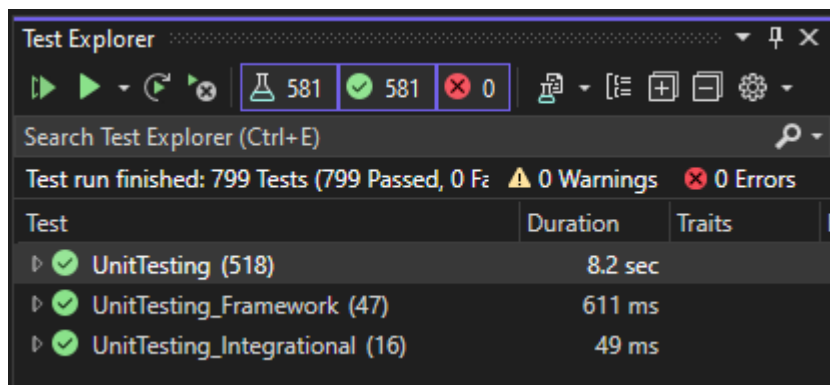 Test Explorer
581 581 0
Search Test Explorer (Ctrl+E)
Test run finished: 799 Tests (799 Passed, 0 0 Warnings 0 Errors
Test Duration Traits
UnitTesting (518) 8.2 sec
UnitTesting_Framework (47) 611 ms
UnitTesting_Integrational (16) 49 ms